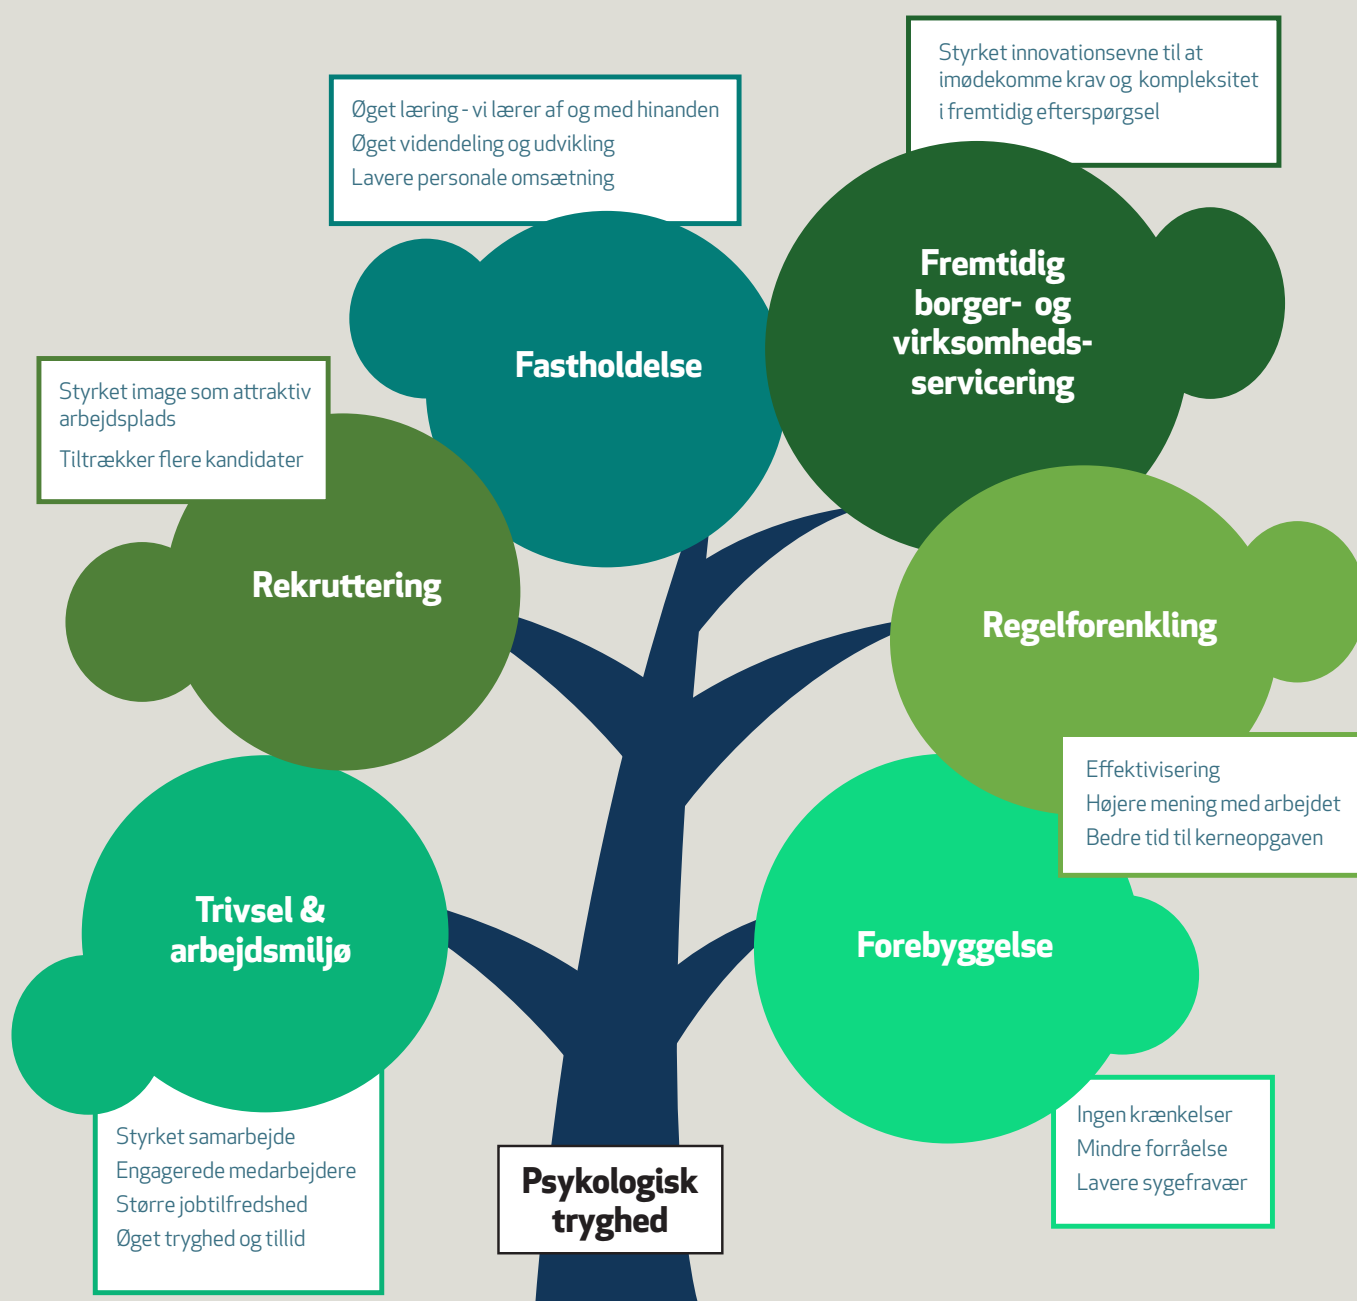 Styrket innovationsevne til at
imødekomme krav og kompleksitet
i fremtidig efterspørgsel
Øget læring - vi lærer af og med hinanden
Øget videndeling og udvikling
Lavere personale omsætning
Fremtidig
borger- og
virksomheds-
servicering
Fastholdelse
Styrket image som attraktiv
arbejdsplads
Tiltrækker flere kandidater
Rekruttering
Regelforenkling
Effektivisering
Højere mening med arbejdet
Bedre tid til kerneopgaven
Trivsel &
arbejdsmiljø
Forebyggelse
Styrket samarbejde
Engagerede medarbejdere
Større jobtilfredshed
Øget tryghed og tillid
Psykologisk
tryghed
Ingen krænkelser
Mindre forråelse
Lavere sygefravær